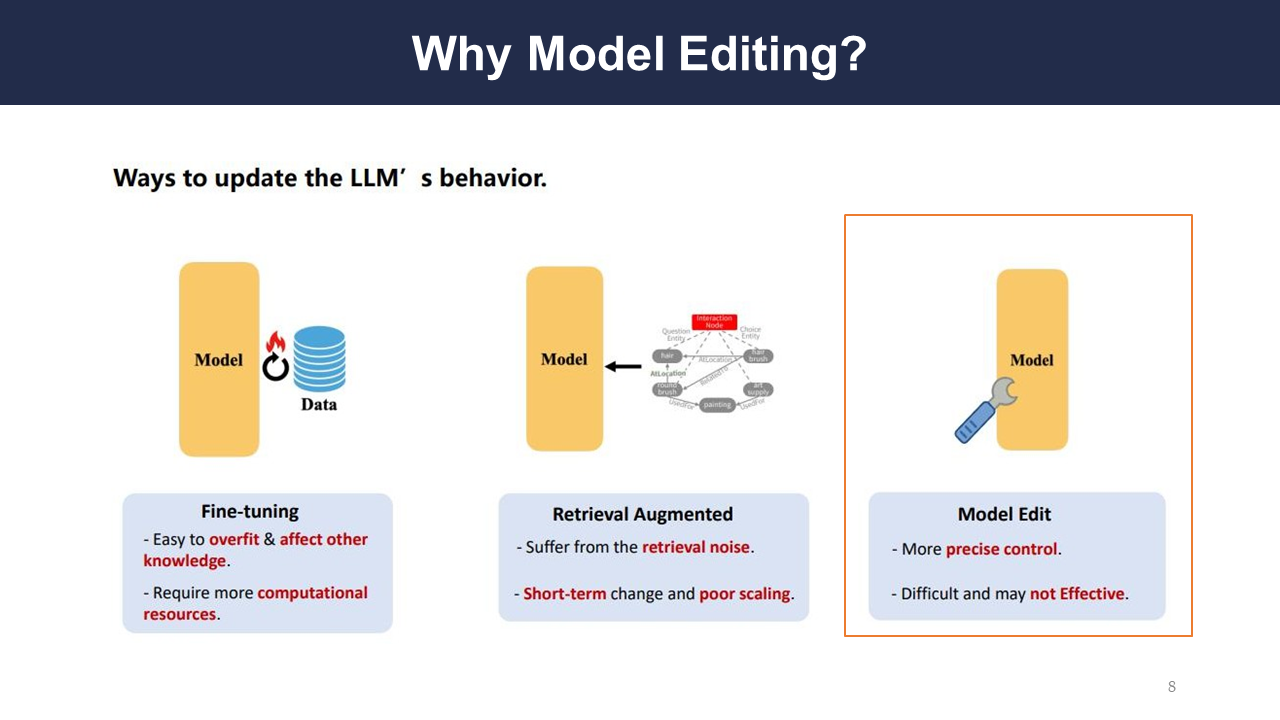 Why Model Editing?
Ways to update the LLM’ s behavior.
Model
Data
Model
Interaction
Node
Question
Entity
Choice
Entity
hair
AtLocation
hair
brush
AtLocation
RelatedTo
round
brush
art
supply
UsedFor
painting
UsedFor
Model
Fine-tuning
- Easy to overfit & affect other
knowledge.
- Require more computational
resources.
Retrieval Augmented
- Suffer from the retrieval noise.
- Short-term change and poor scaling.
Model Edit
- More precise control.
- Difficult and may not Effective.
8